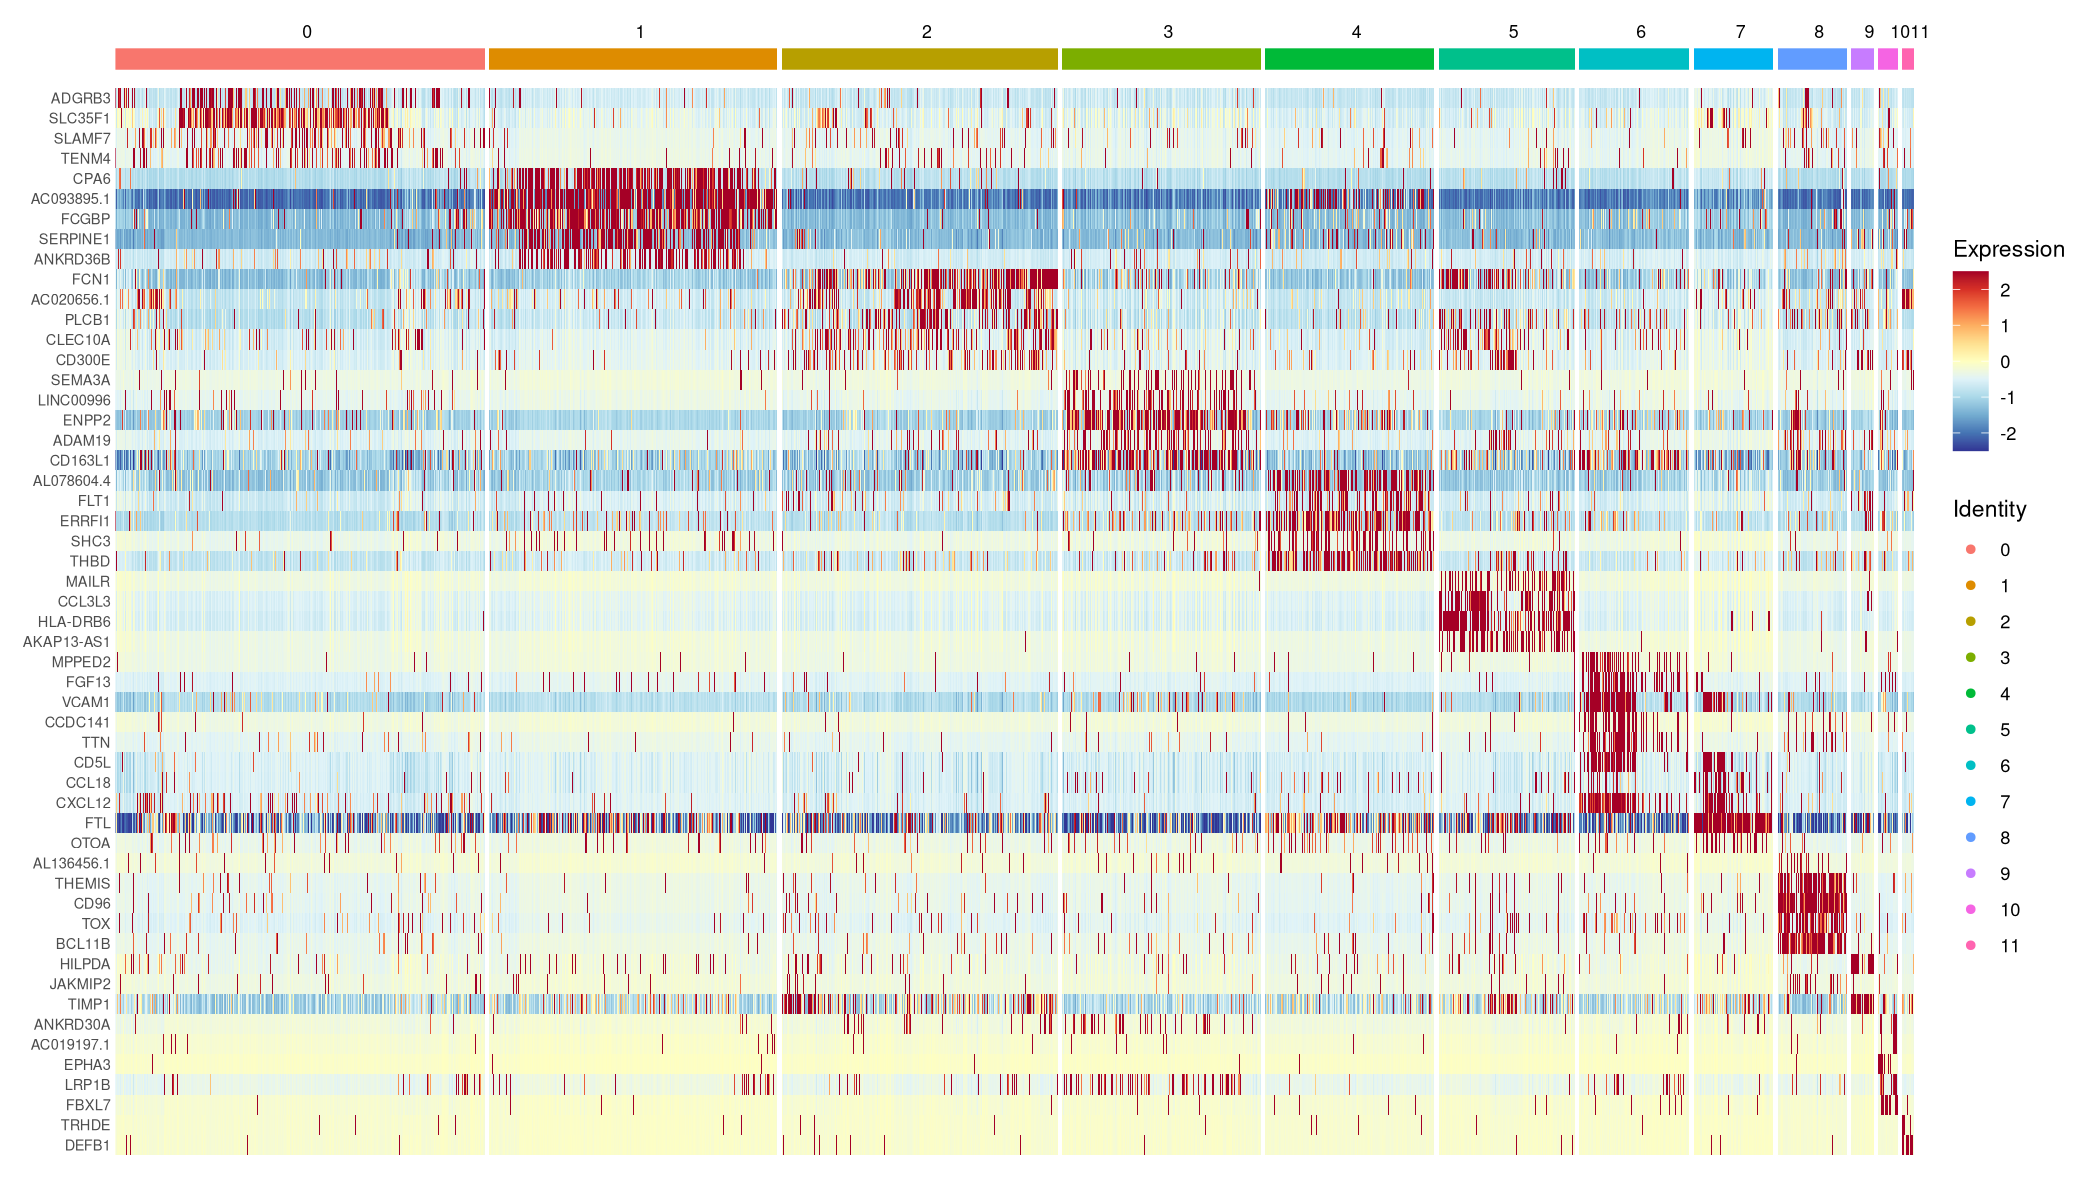 0 1 2 3 4 5 6 7 8 9 10 11
ADGRB3
SLC35F1
SLAMF7
TENM4
CPA6
AC093895.1
FCGBP
SERPINE1
ANKRD36B
FCN1
AC020656.1
PLCB1
CLEC10A
CD300E
SEMA3A
LINC00996
ENPP2
ADAM19
CD163L1
AL078604.4
FLT1
ERRFI1
SHC3
THBD
MAILR
CCL3L3
HLA-DRB6
AKAP13-AS1
MPPED2
FGF13
VCAM1
CCDC141
TTN
CD5L
CCL18
CXCL12
FTL
OTOA
AL136456.1
THEMIS
CD96
TOX
BCL11B
HILPDA
JAKMIP2
TIMP1
ANKRD30A
AC019197.1
EPHA3
LRP1B
FBXL7
TRHDE
DEFB1
Expression
2
1
0
-1
-2
Identity
0
1
2
3
4
5
6
7
8
9
10
11